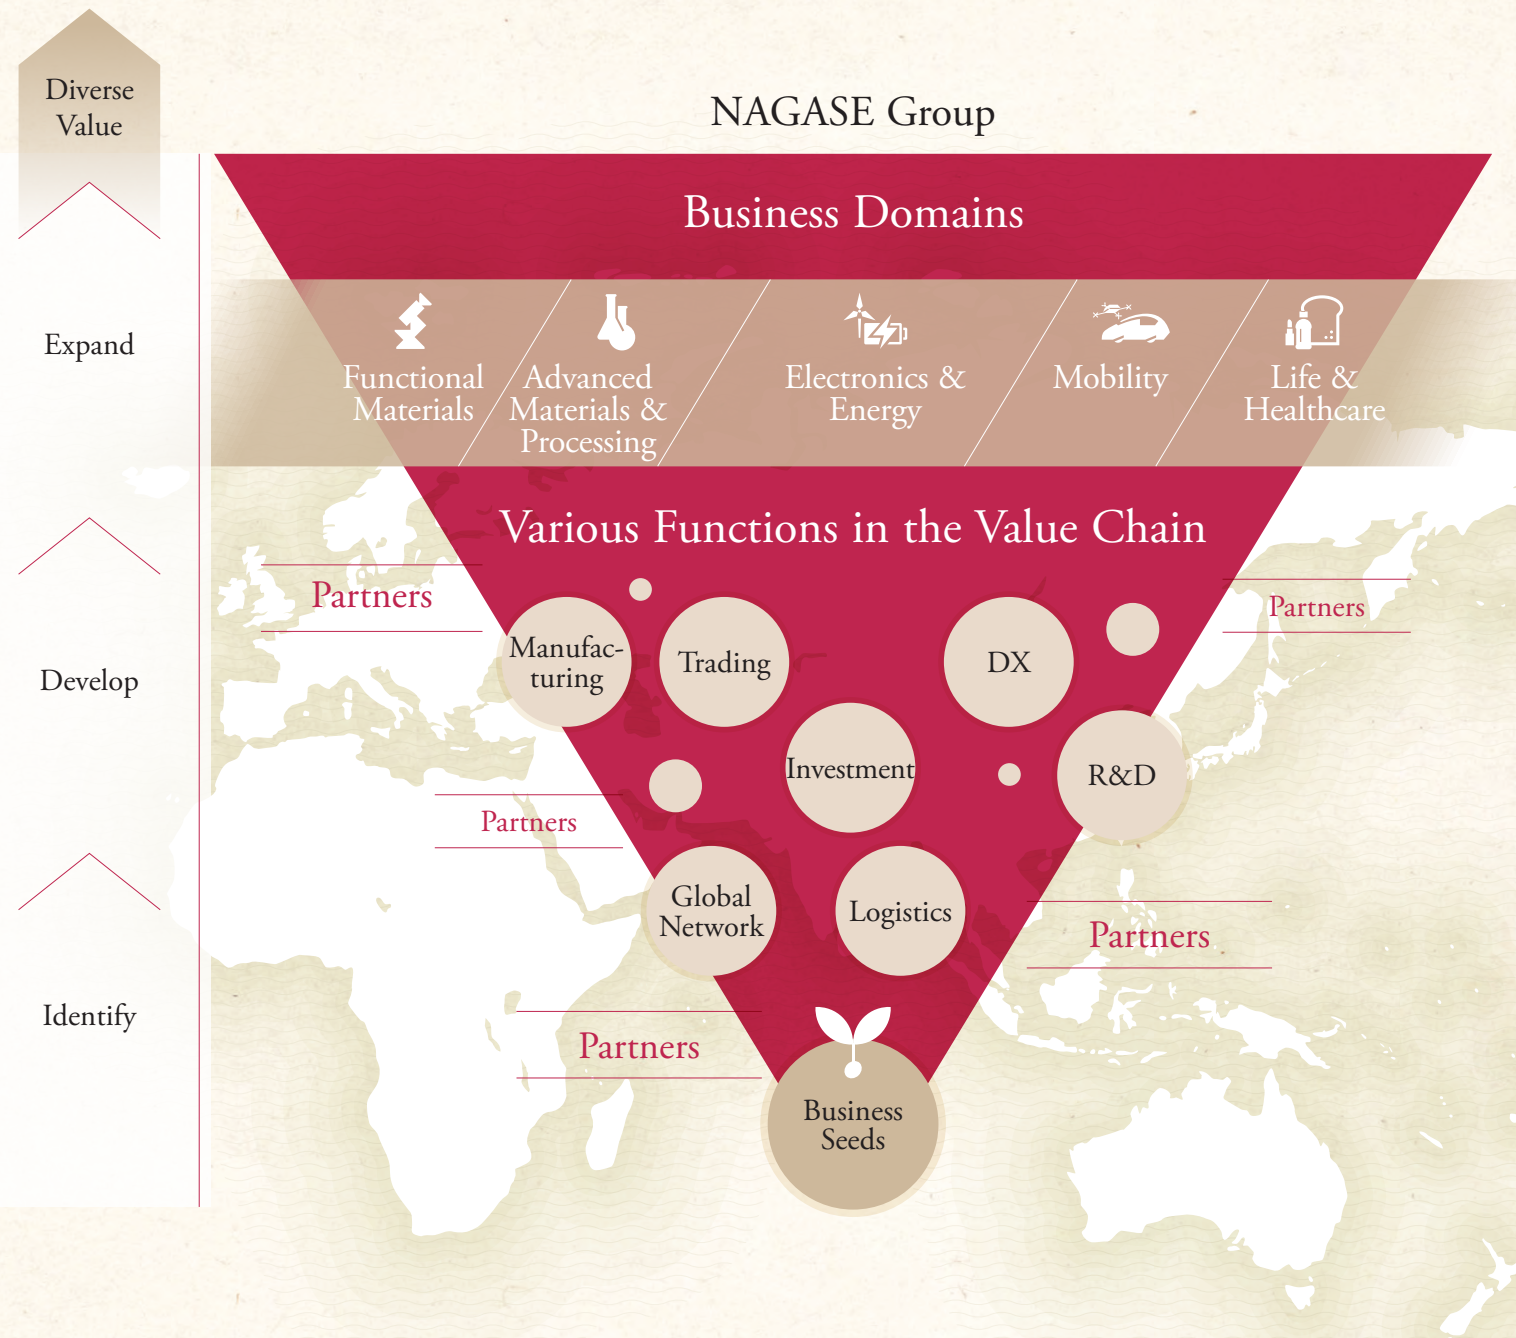 Diverse
Value
NAGASE Group
Business Domains
Expand
Functional
Materials
Advanced
Materials &
Processing
Electronics &
Energy
Mobility
Life &
Healthcare
Various Functions in the Value Chain
Partners
Partners
Develop
Manufac-
turing
Trading
DX
Investment
R&D
Partners
Global
Network
Logistics
Partners
Identify
Partners
Business
Seeds